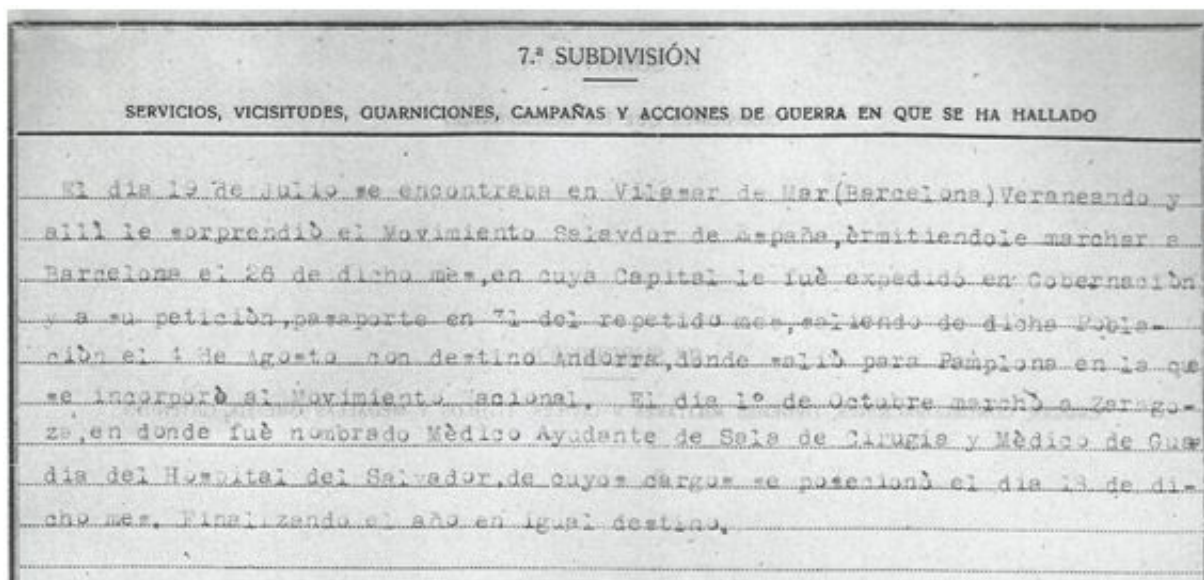 7.ª SUBDIVISIÓN
SERVICIOS, VICISITUDES, GUARNICIONES, CAMPAÑAS Y ACCIONES DE GUERRA EN QUE SE HA HALLADO
El dia 19 de Julio se encontraba en Vilasar de Mar(Barcelona)Veraneando y
allì le sorprendiò el Movimiento Salavdor de España,èrmitiendole marchar a
Barcelona el 26 de dicho mes,en cuya Capital le fuè expedidó en Gobernaciòn
y a su peticiòn,pasaporte en 31 del repetido mes,saliendo de dicha Pobla-
ciòn el 1 de Agosto con destino Andorra,dònde saliò para Pamplona en la que
se incorporò al Movimiento Nacional. El dia 1º de Octubre marchò a Zarago-
za,en donde fuè nombrado Mèdico Ayudante de Sala de Cirugia y Mèdico de Guar
dia del Hospital del Salvador,de cuyos cargos se posecionò el dia 18 de di-
cho mes. Finalizando el año en igual destino.